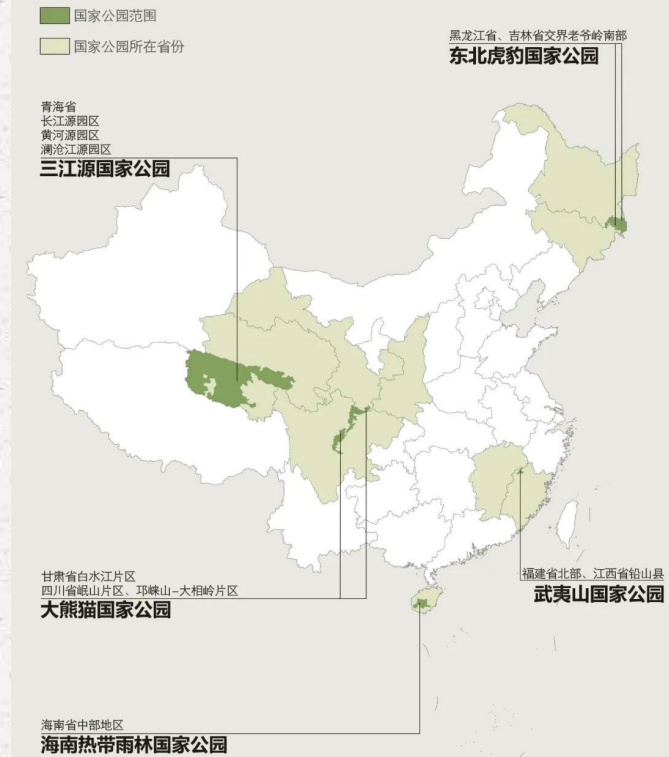 国家公园范围
国家公园所在省份
黑龙江省、吉林省交界老爷岭南部
东北虎豹国家公园
青海省
长江源园区
黄河源园区
澜沧江源园区
三江源国家公园
甘肃省白水江片区
四川省岷山片区、邛崃山-大相岭片区
大熊猫国家公园
福建省北部、江西省铅山县
武夷山国家公园
海南省中部地区
海南热带雨林国家公园